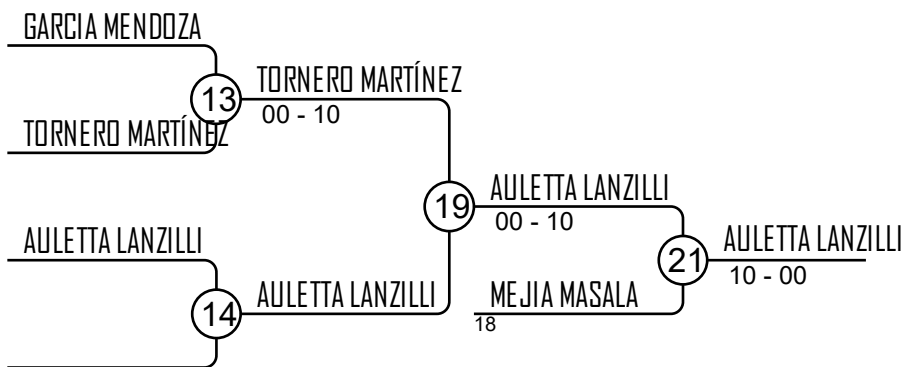 GARCIA MENDOZA
13
TORNERO MARTÍNEZ
00 - 10
TORNERO MARTÍNEZ
19
AULETTA LANZILLI
00 - 10
21
AULETTA LANZILLI
10 - 00
AULETTA LANZILLI
14
AULETTA LANZILLI
MEJIA MASALA
18